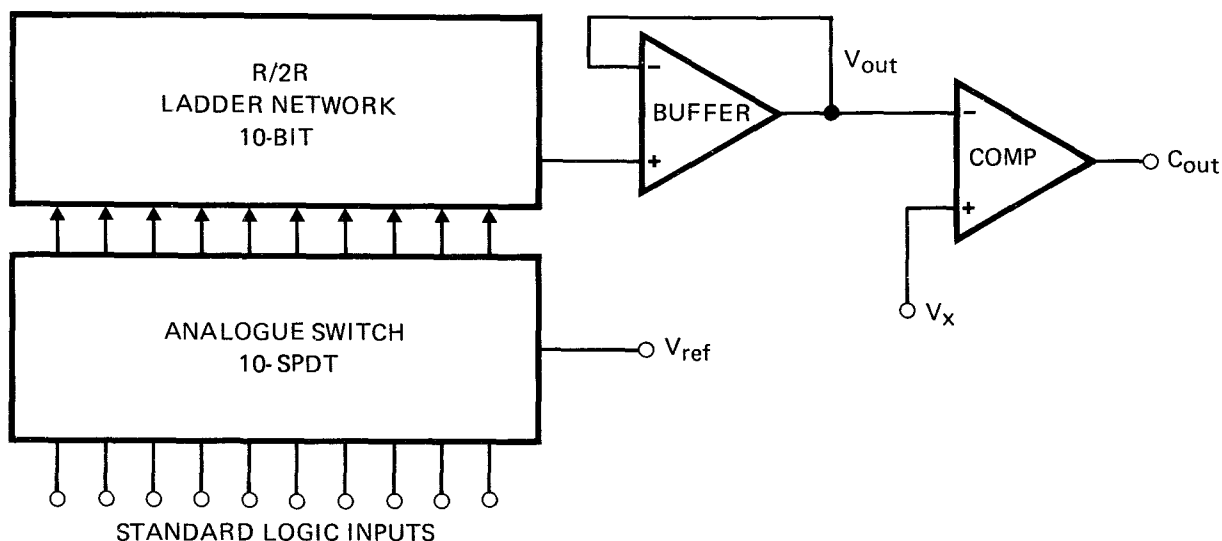 R/2R
LADDER NETWORK
10-BIT
-
BUFFER
+
Vout
-
COMP
+
Cout
Vx
ANALOGUE SWITCH
10-SPDT
Vref
STANDARD LOGIC INPUTS